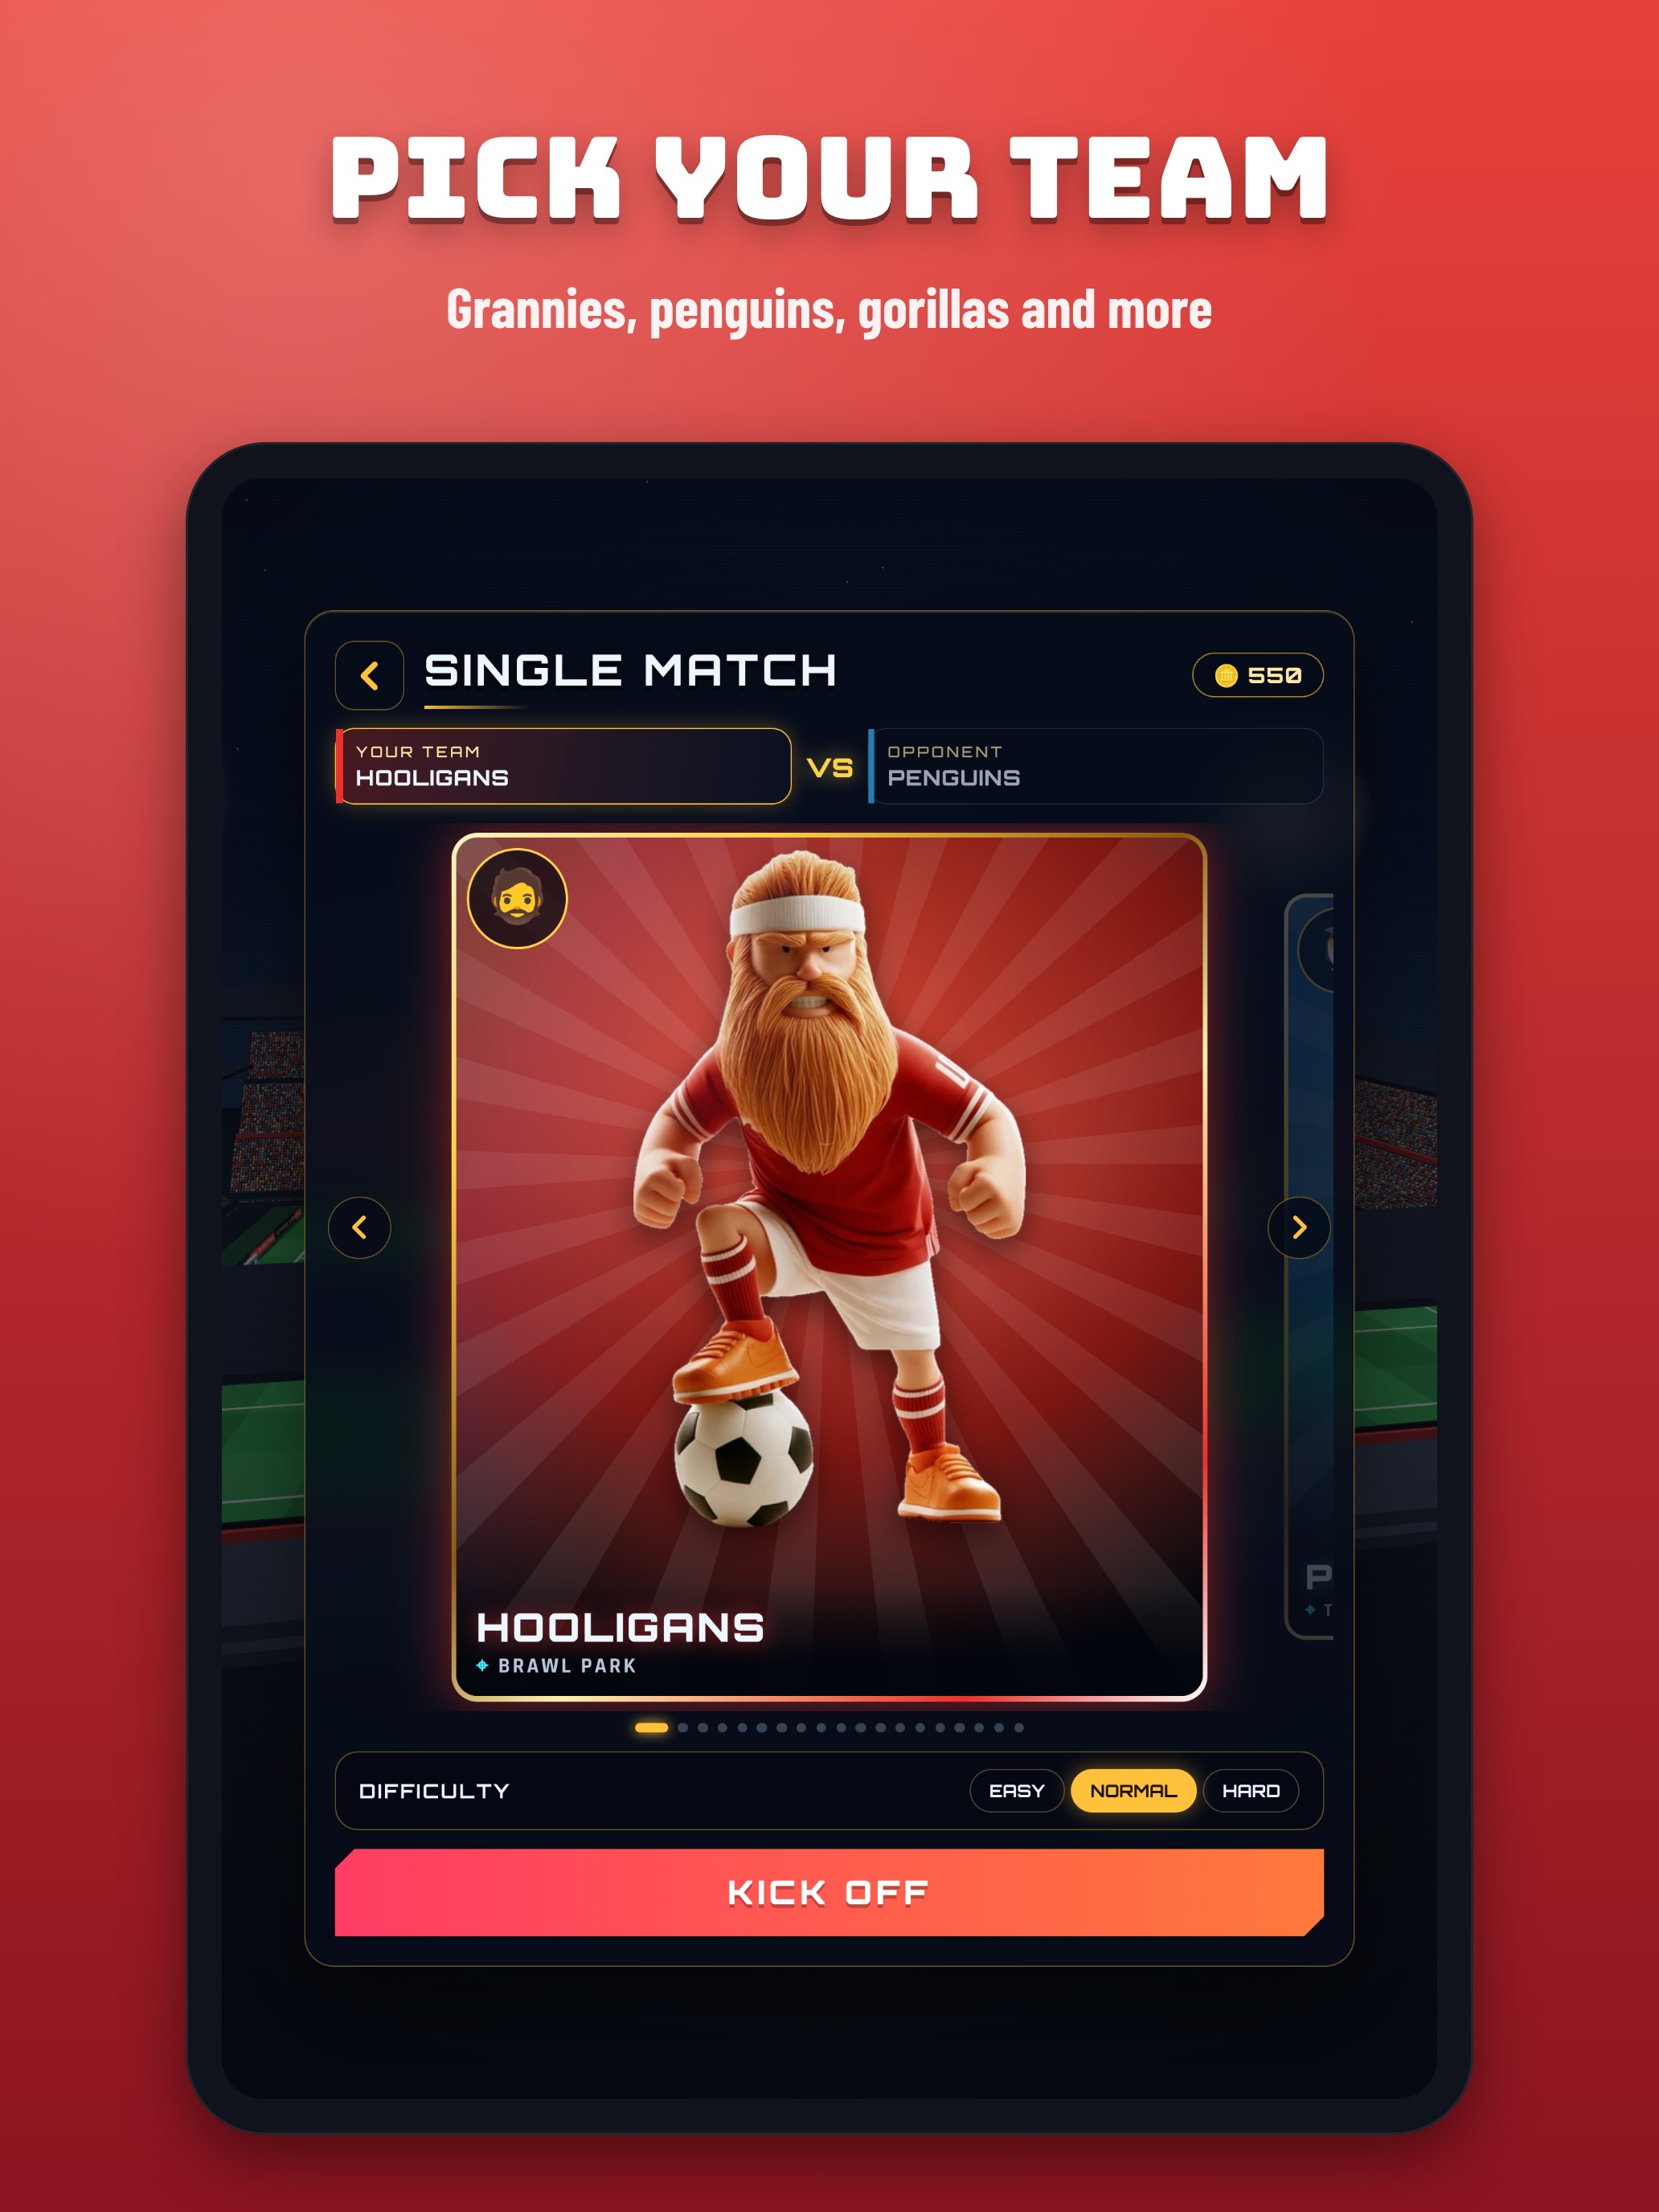 PICK YOUR TEAM
Grannies, penguins, gorillas and more
SINGLE MATCH
550
YOUR TEAM
HOOLIGANS
VS
OPPONENT
PENGUINS
HOOLIGANS
BRAWL PARK
P
T
DIFFICULTY
EASY
NORMAL
HARD
KICK OFF